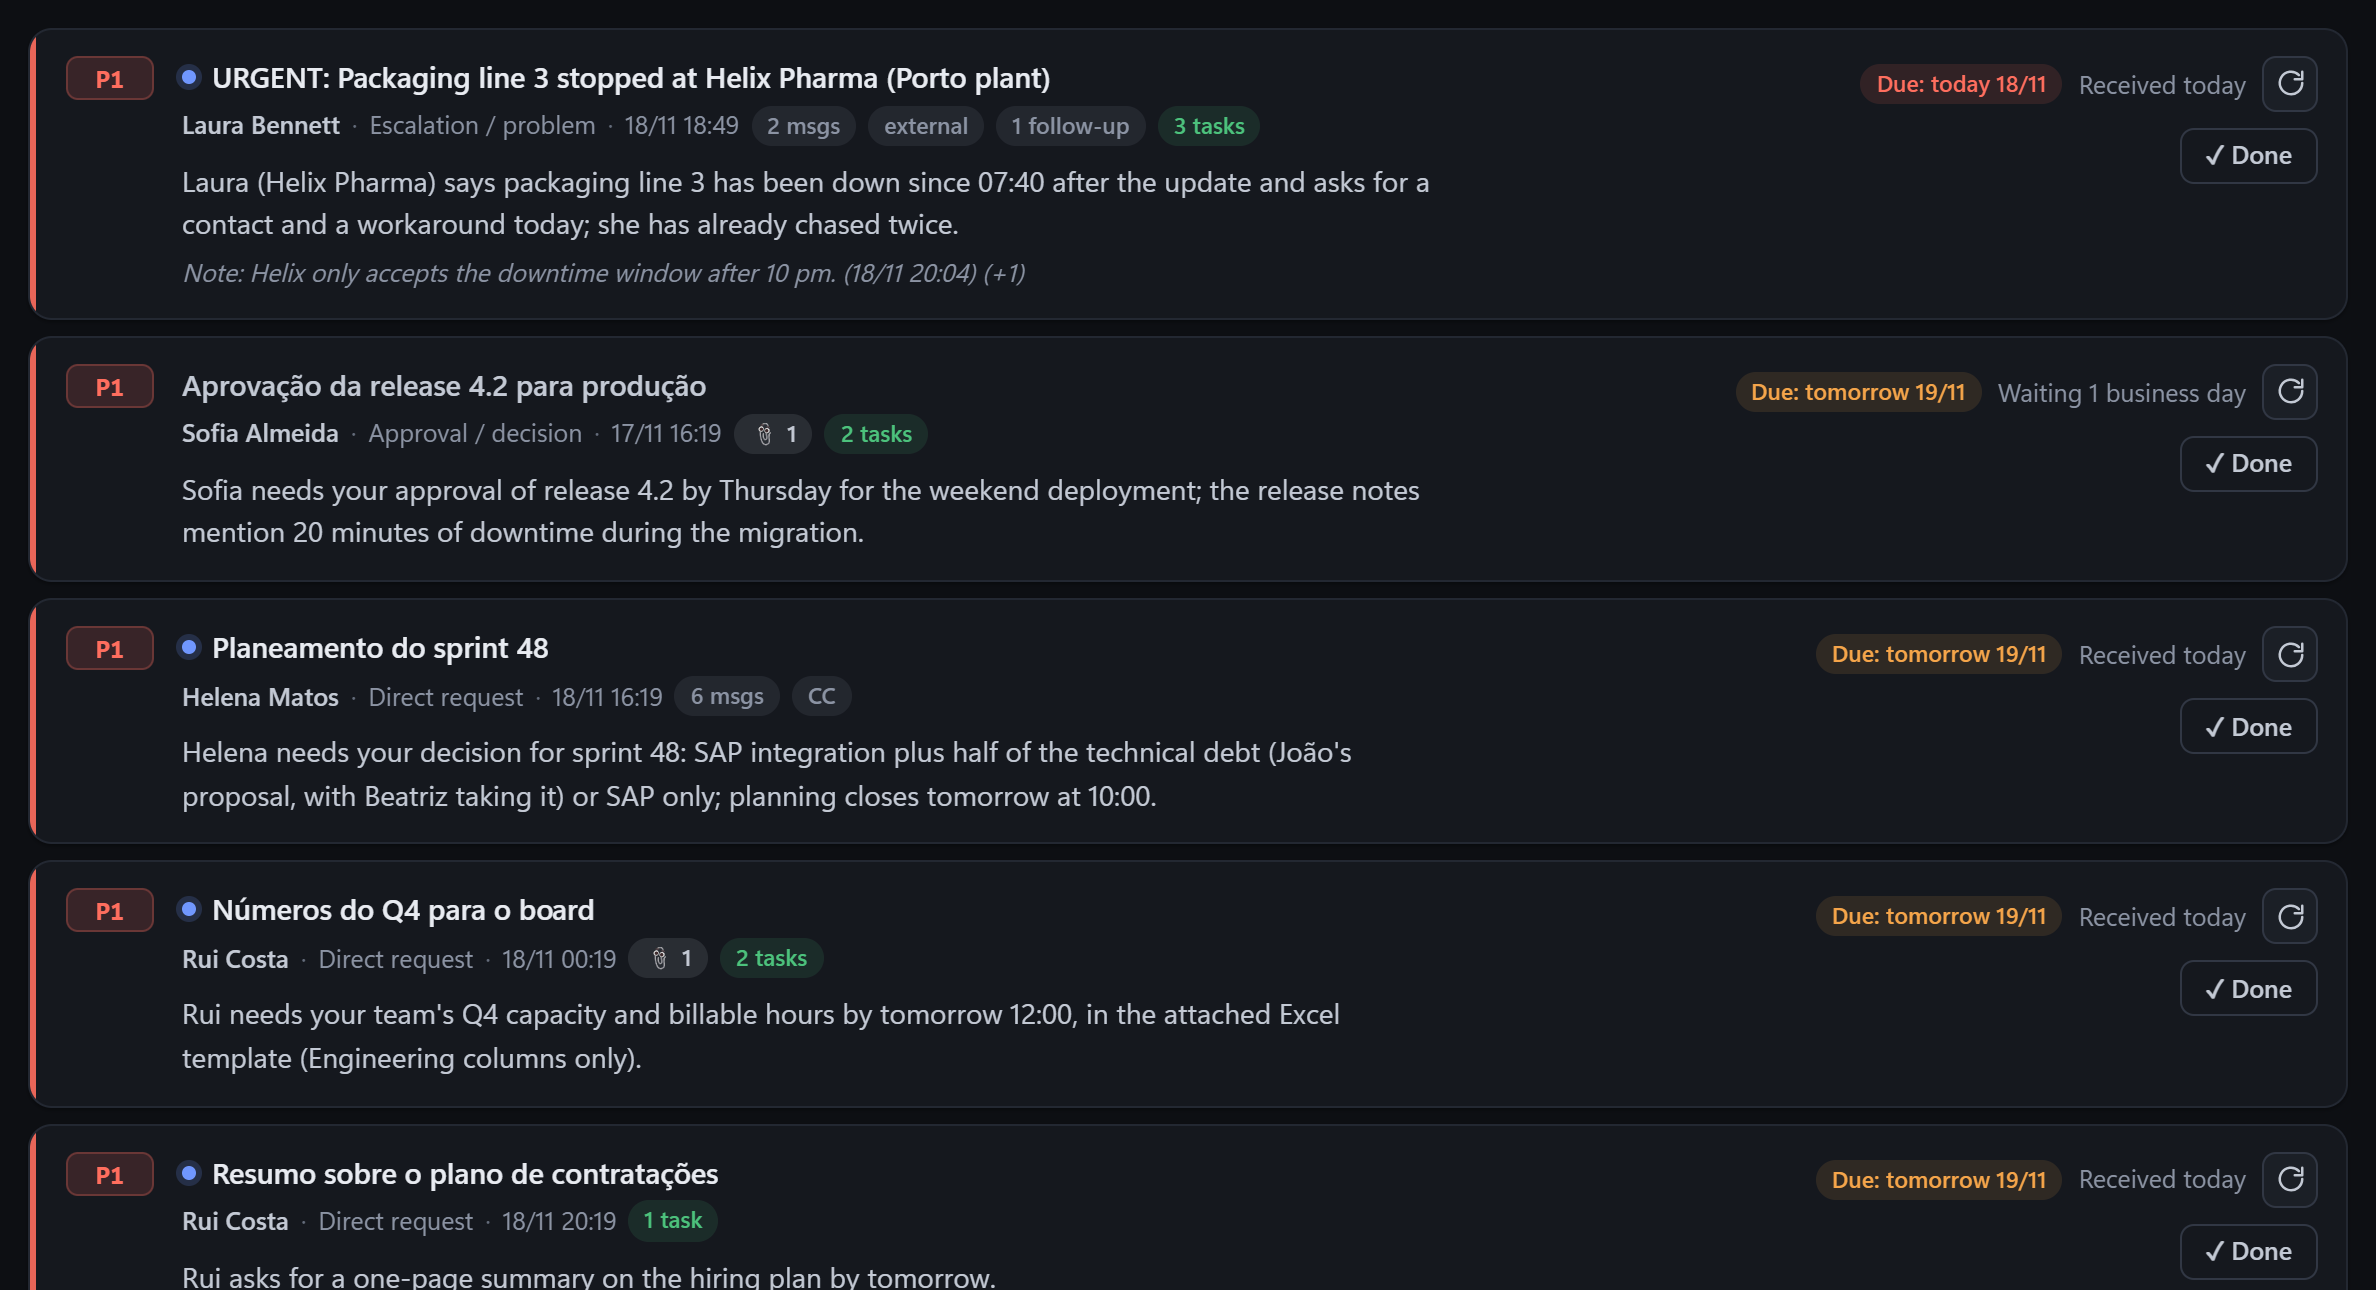 P1 URGENT: Packaging line 3 stopped at Helix Pharma (Porto plant) Due: today 18/11 Received today
Laura Bennett · Escalation / problem · 18/11 18:49 2 msgs external 1 follow-up 3 tasks
✓ Done
Laura (Helix Pharma) says packaging line 3 has been down since 07:40 after the update and asks for a
contact and a workaround today; she has already chased twice.
Note: Helix only accepts the downtime window after 10 pm. (18/11 20:04) (+1)
P1 Aprovação da release 4.2 para produção Due: tomorrow 19/11 Waiting 1 business day
Sofia Almeida · Approval / decision · 17/11 16:19 1 2 tasks
✓ Done
Sofia needs your approval of release 4.2 by Thursday for the weekend deployment; the release notes
mention 20 minutes of downtime during the migration.
P1 Planeamento do sprint 48 Due: tomorrow 19/11 Received today
Helena Matos · Direct request · 18/11 16:19 6 msgs CC
✓ Done
Helena needs your decision for sprint 48: SAP integration plus half of the technical debt (João's
proposal, with Beatriz taking it) or SAP only; planning closes tomorrow at 10:00.
P1 Números do Q4 para o board Due: tomorrow 19/11 Received today
Rui Costa · Direct request · 18/11 00:19 1 2 tasks
✓ Done
Rui needs your team's Q4 capacity and billable hours by tomorrow 12:00, in the attached Excel
template (Engineering columns only).
P1 Resumo sobre o plano de contratações Due: tomorrow 19/11 Received today
Rui Costa · Direct request · 18/11 20:19 1 task
✓ Done
Rui asks for a one-page summary on the hiring plan by tomorrow.